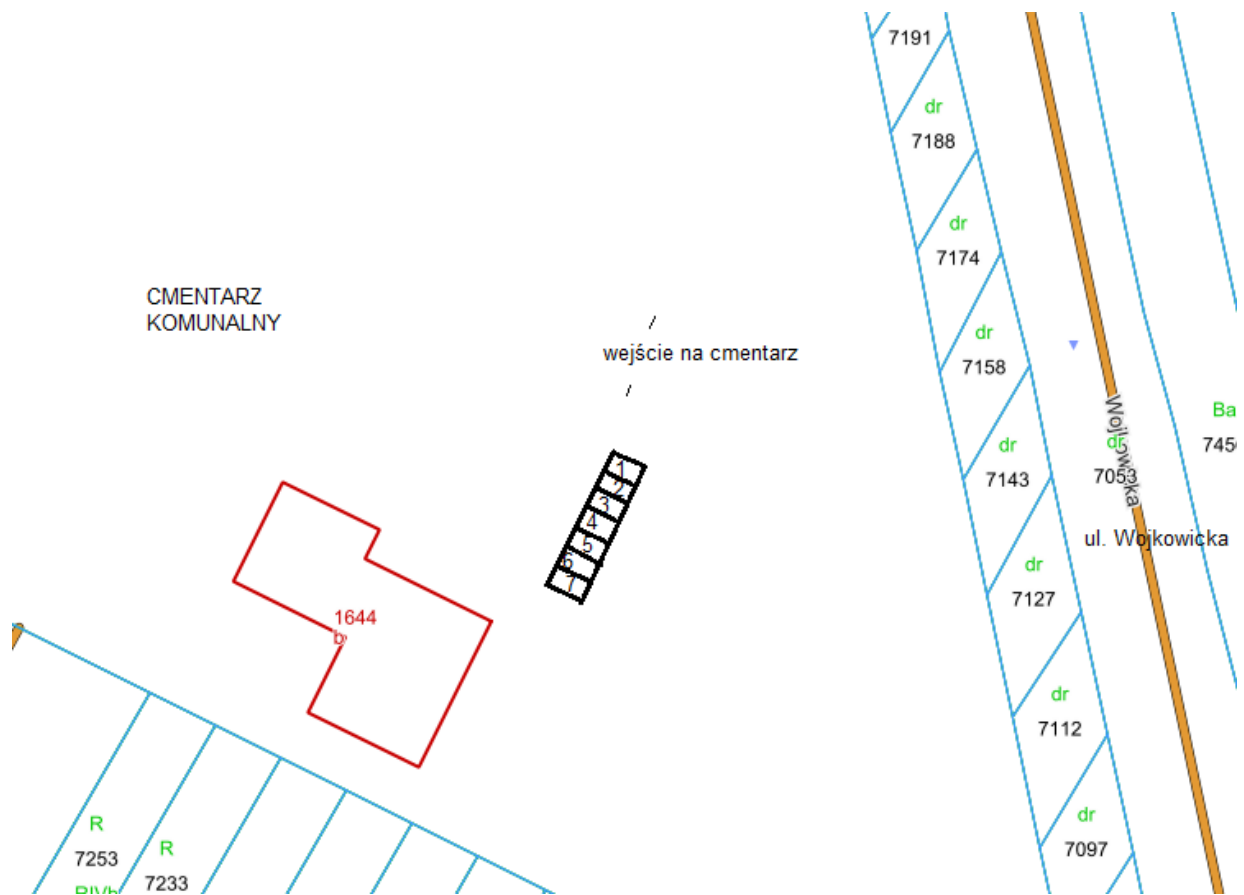 7191
dr
7188
dr
7174
CMENTARZ
KOMUNALNY
wejście na cmentarz
dr
7158
Ba
dr
7143
Wojkowicka
dr
7053
ul. Wojkowicka
1
2
3
4
5
6
7
dr
7127
1644
b
dr
7112
R
7253
R
7233
dr
7097